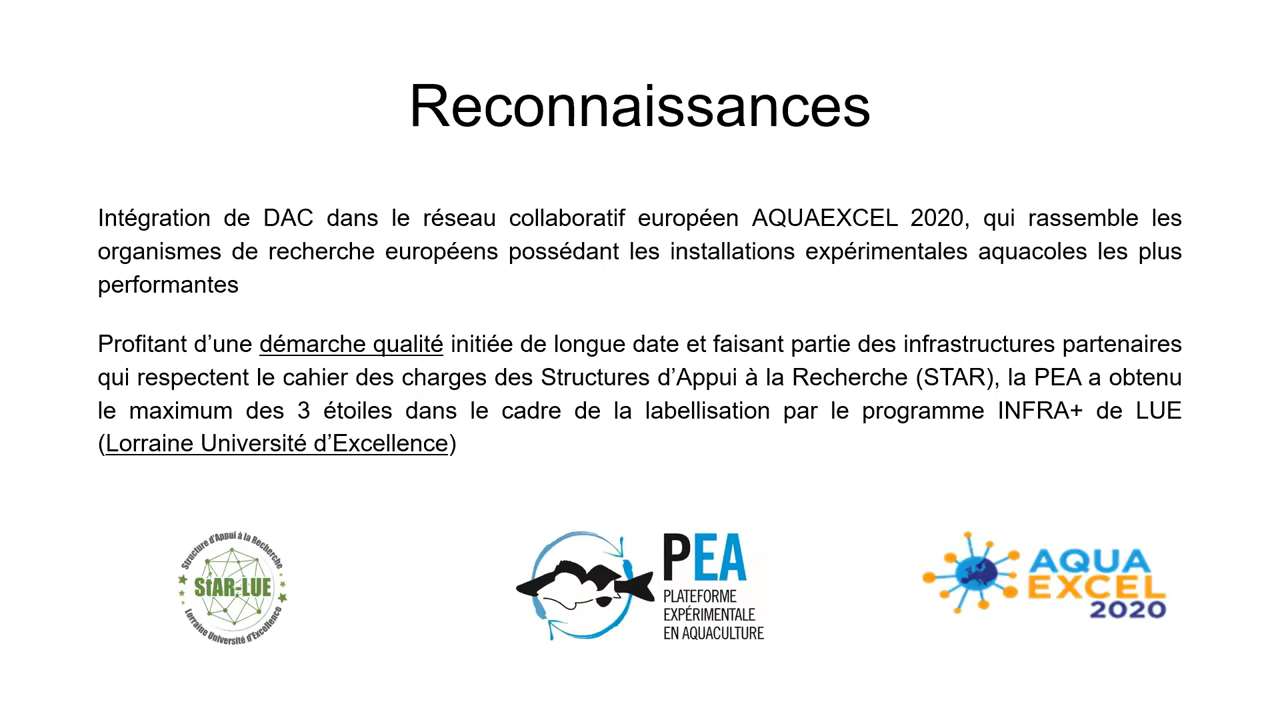 Reconnaissances
Intégration de DAC dans le réseau collaboratif européen AQUAEXCEL 2020, qui rassemble les
organismes de recherche européens possédant les installations expérimentales aquacoles les plus
performantes
Profitant d’une démarche qualité initiée de longue date et faisant partie des infrastructures partenaires
qui respectent le cahier des charges des Structures d’Appui à la Recherche (STAR), la PEA a obtenu
le maximum des 3 étoiles dans le cadre de la labellisation par le programme INFRA+ de LUE
(Lorraine Université d’Excellence)
Structure d'Appui à la Recherche
StAR-LUE
Lorraine Université d'Excellence
PEA
PLATEFORME
EXPÉRIMENTALE
EN AQUACULTURE
AQUA
EXCEL
2020